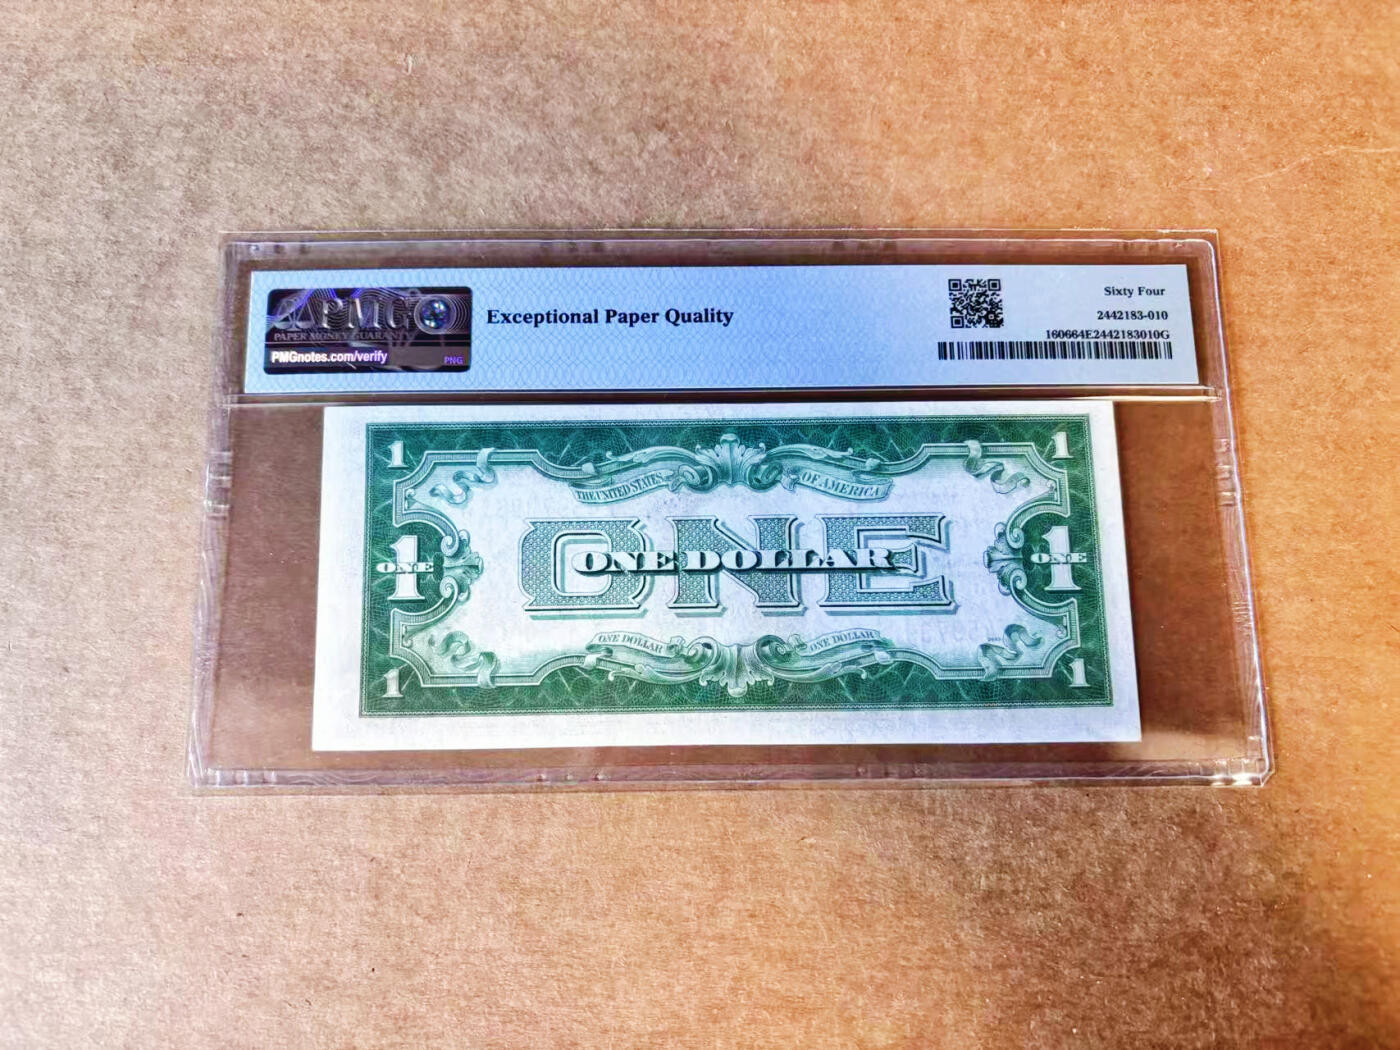 PMG
PAPER MONEY GUARANTY
PMGnotes.com/verify
PNG
Exceptional Paper Quality
Sixty Four
2442183-010
160664E2442183010G
1
1
THE UNITED STATES
OF AMERICA
ONE
ONE DOLLAR
1
ONE
1
ONE
ONE DOLLAR
ONE DOLLAR
1
1